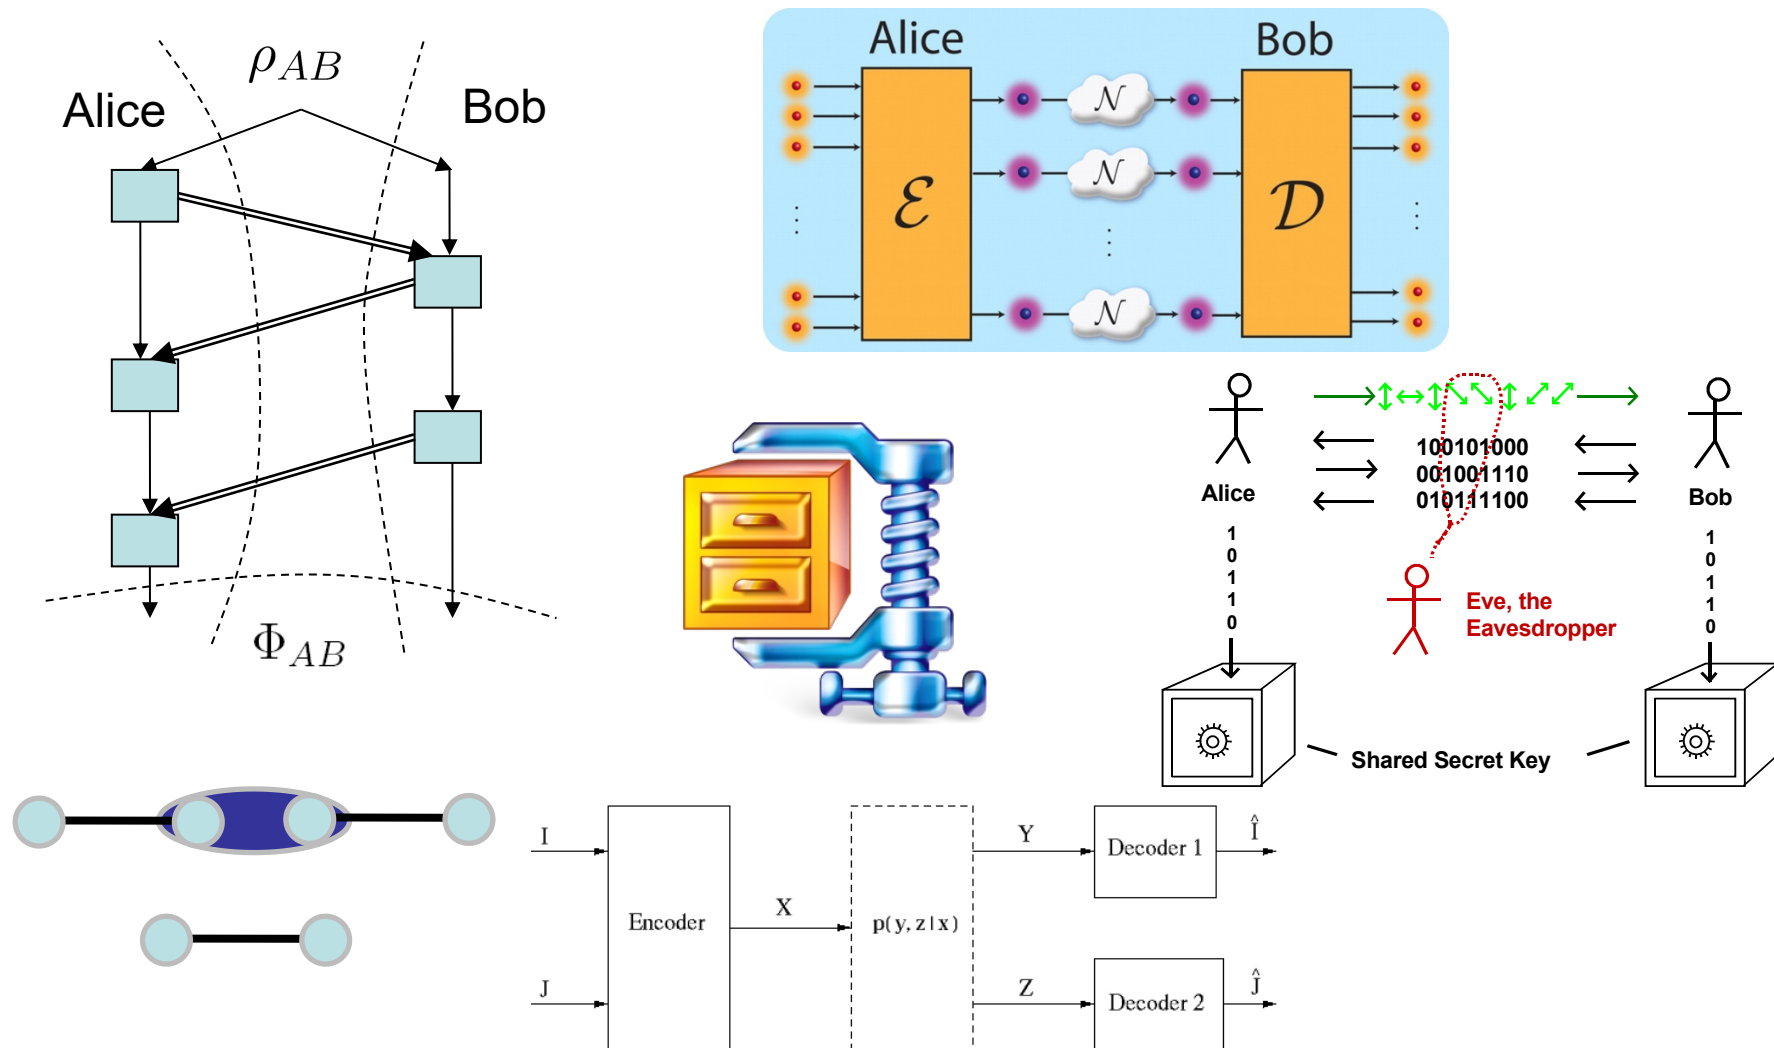 ρ_AB
Alice
Bob
Φ_AB
Alice
Bob
ℰ
𝒟
𝒩
𝒩
𝒩
100101000
001001110
010111100
Alice
Bob
1
0
1
1
0
1
0
1
1
0
Eve, the
Eavesdropper
Shared Secret Key
I
J
Encoder
X
p(y,z|x)
Y
Z
Decoder 1
Decoder 2
Î
Ĵ